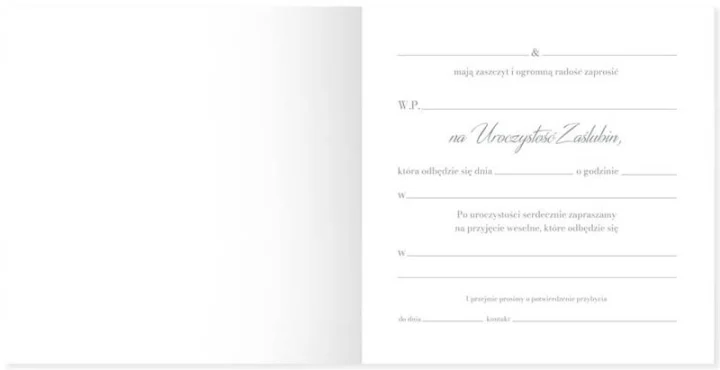 &
mają zaszczyt i ogromną radość zaprosić
W.P.
na Uroczystość Zaślubin,
która odbędzie się dnia o godzinie
w
Po uroczystości serdecznie zapraszamy
na przyjęcie weselne, które odbędzie się
w
Uprzejmie prosimy o potwierdzenie przybycia
do dnia kontakt